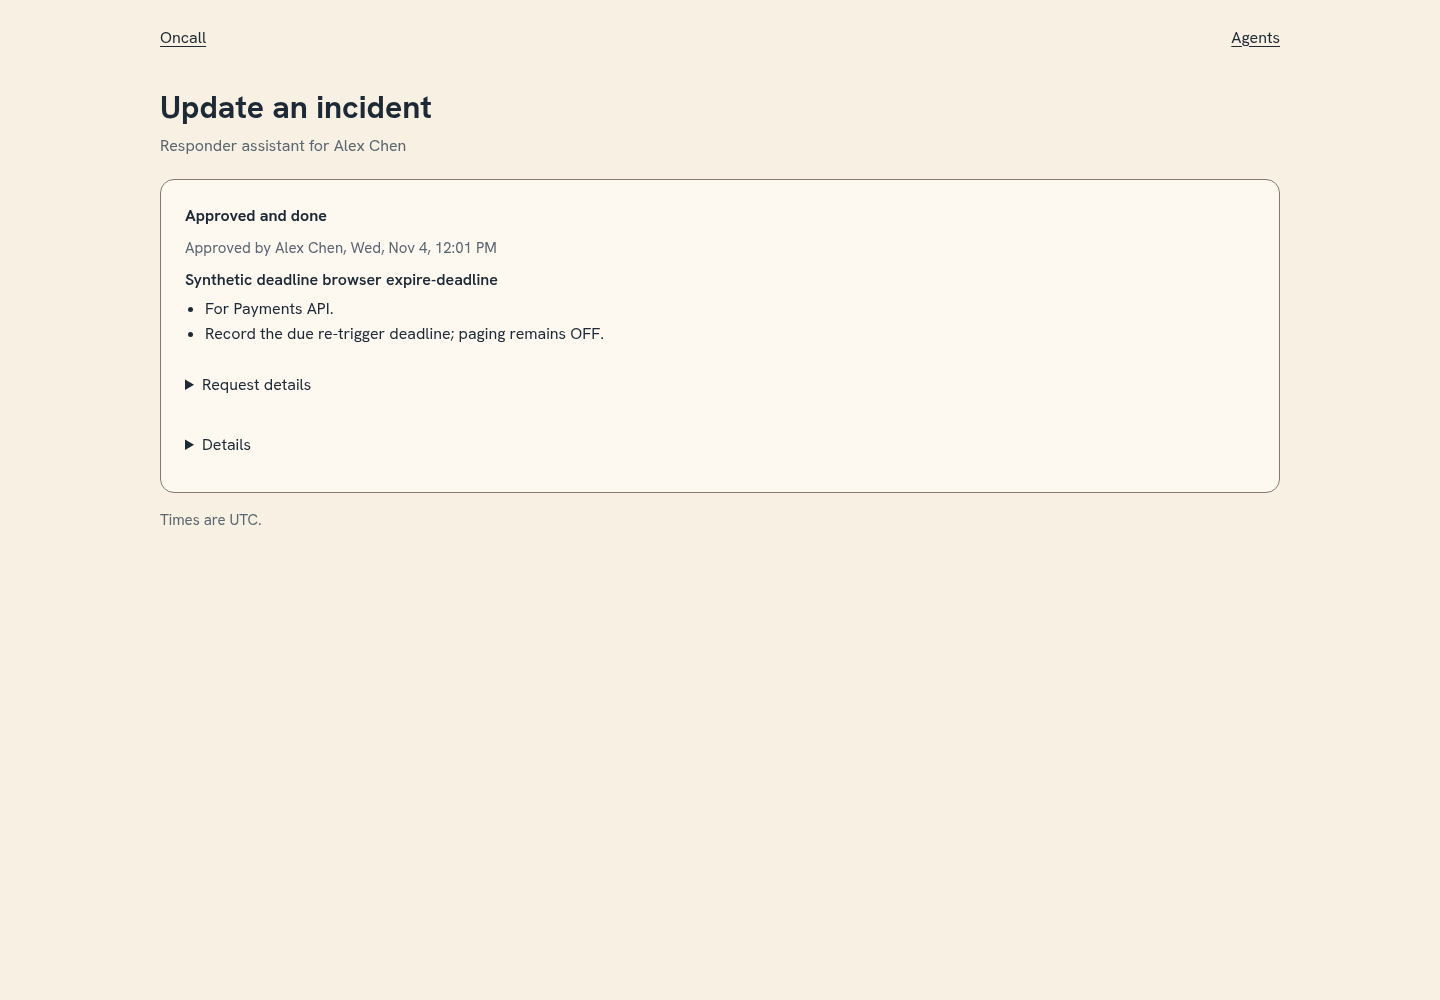 Oncall
Agents
Update an incident
Responder assistant for Alex Chen
Approved and done
Approved by Alex Chen, Wed, Nov 4, 12:01 PM
Synthetic deadline browser expire-deadline
For Payments API.
Record the due re-trigger deadline; paging remains OFF.
Request details
Details
Times are UTC.